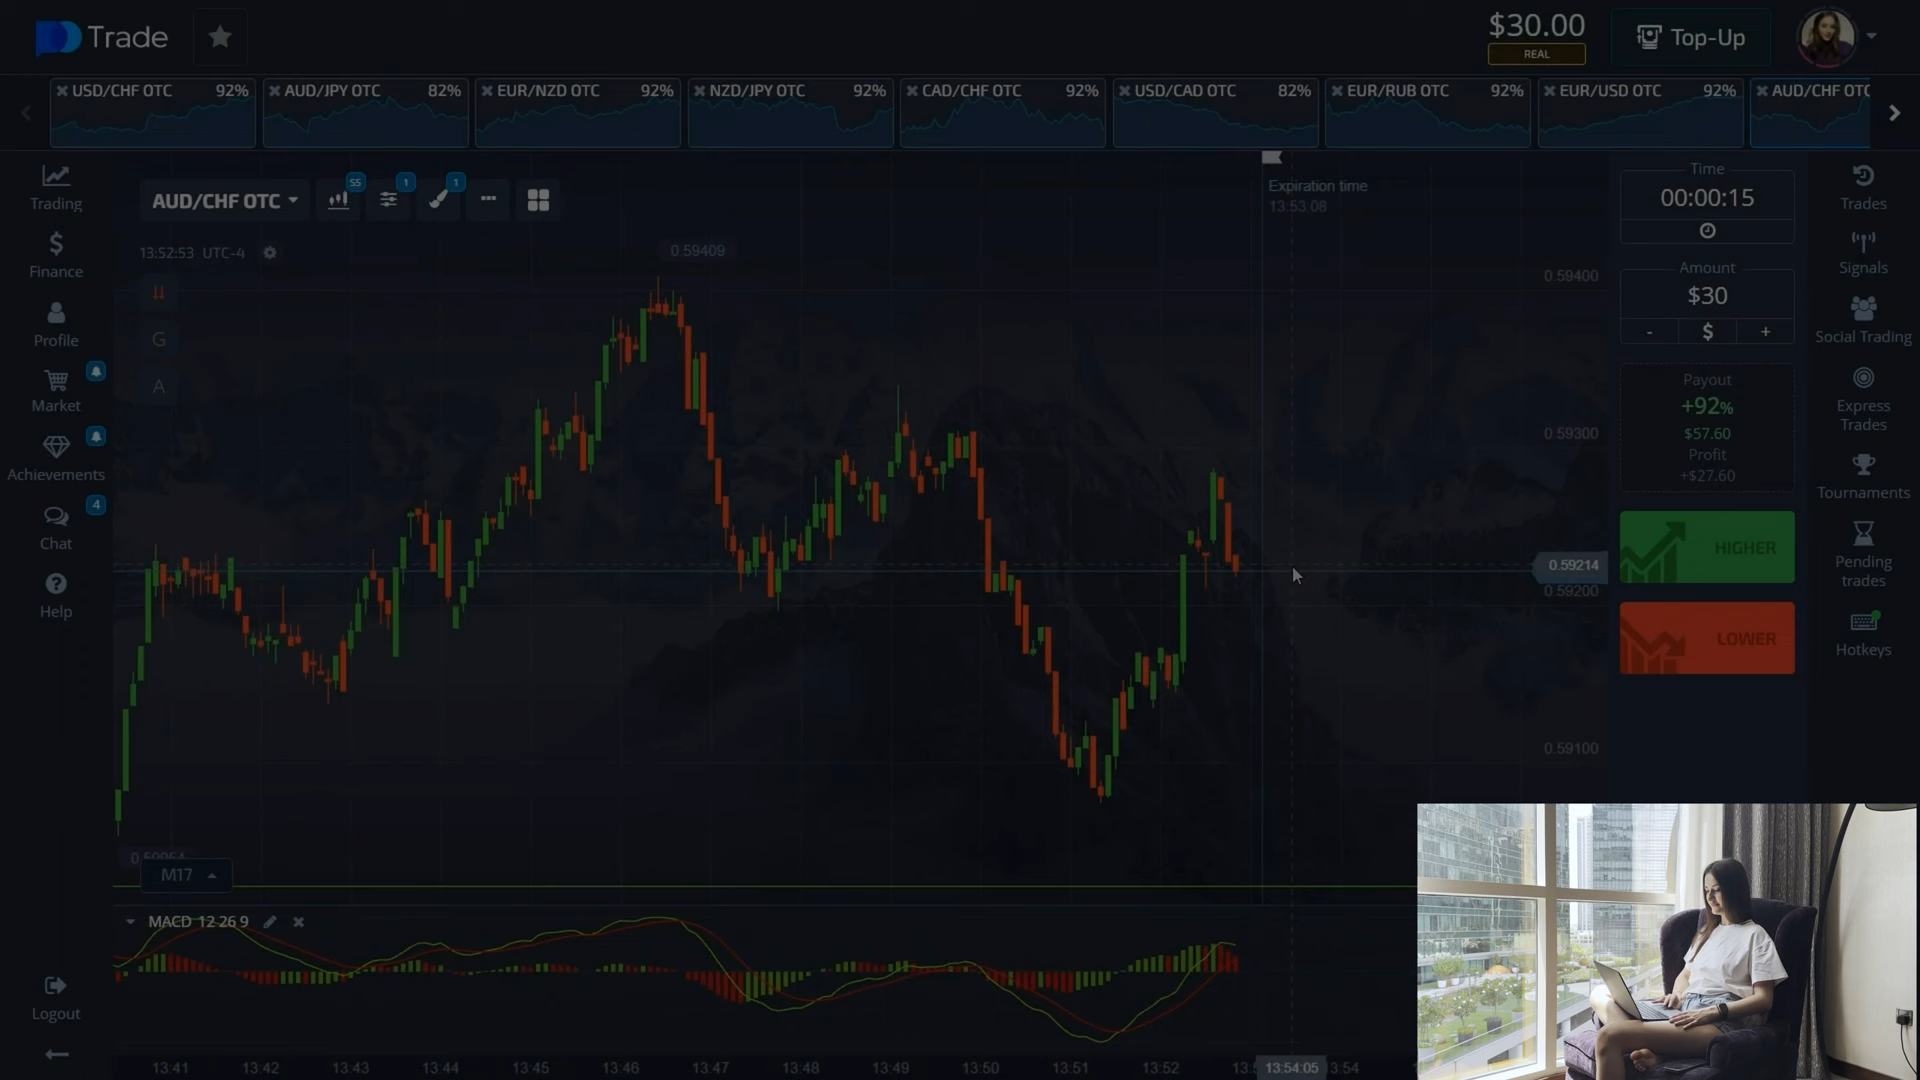 Trade
$30.00
REAL
Top-Up
USD/CHF OTC 92%
AUD/JPY OTC 82%
EUR/NZD OTC 92%
NZD/JPY OTC 92%
CAD/CHF OTC 92%
USD/CAD OTC 82%
EUR/RUB OTC 92%
EUR/USD OTC 92%
AUD/CHF OTC
Trading
Finance
Profile
Market
Achievements
4
Chat
Help
Logout
AUD/CHF OTC
55
1
1
13:52:53 UTC-4
G
A
0.59409
Expiration time
13:53:08
0.59400
0.59300
0.59214
0.59200
0.59100
M17
MACD 12 26 9
13:41
13:42
13:43
13:44
13:45
13:46
13:47
13:48
13:49
13:50
13:51
13:52
13:54:05
Time
00:00:15
Amount
$30
- $ +
Payout
+92%
$57.60
Profit
+$27.60
HIGHER
LOWER
Trades
Signals
Social Trading
Express
Trades
Tournaments
Pending
trades
Hotkeys